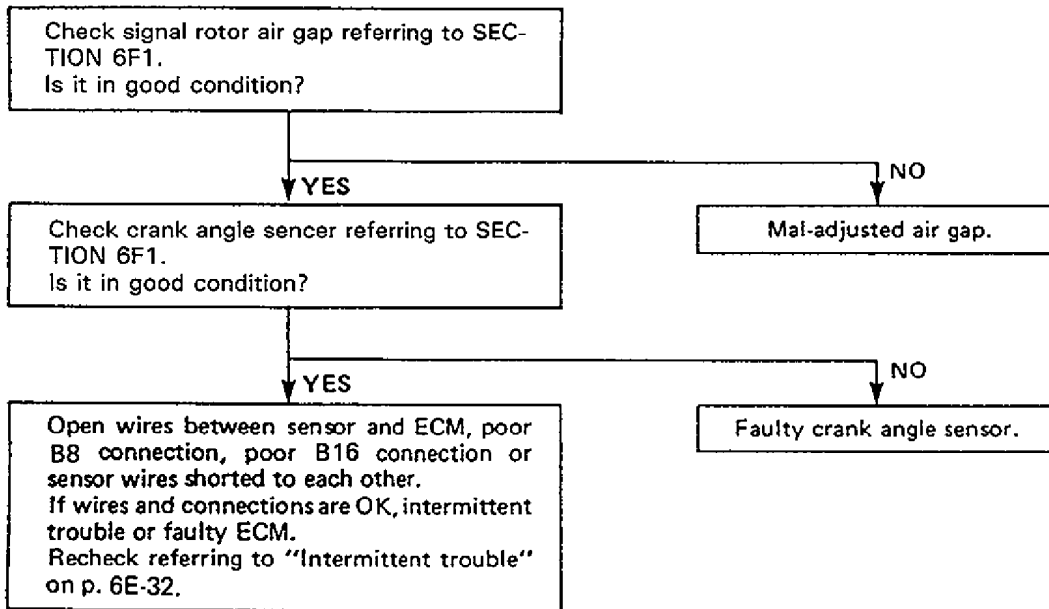 Check signal rotor air gap referring to SEC-
TION 6F1.
Is it in good condition?
YES
NO
Check crank angle sencer referring to SEC-
TION 6F1.
Is it in good condition?
Mal-adjusted air gap.
YES
NO
Open wires between sensor and ECM, poor
B8 connection, poor B16 connection or
sensor wires shorted to each other.
If wires and connections are OK, intermittent
trouble or faulty ECM.
Recheck referring to "Intermittent trouble"
on p. 6E-32.
Faulty crank angle sensor.